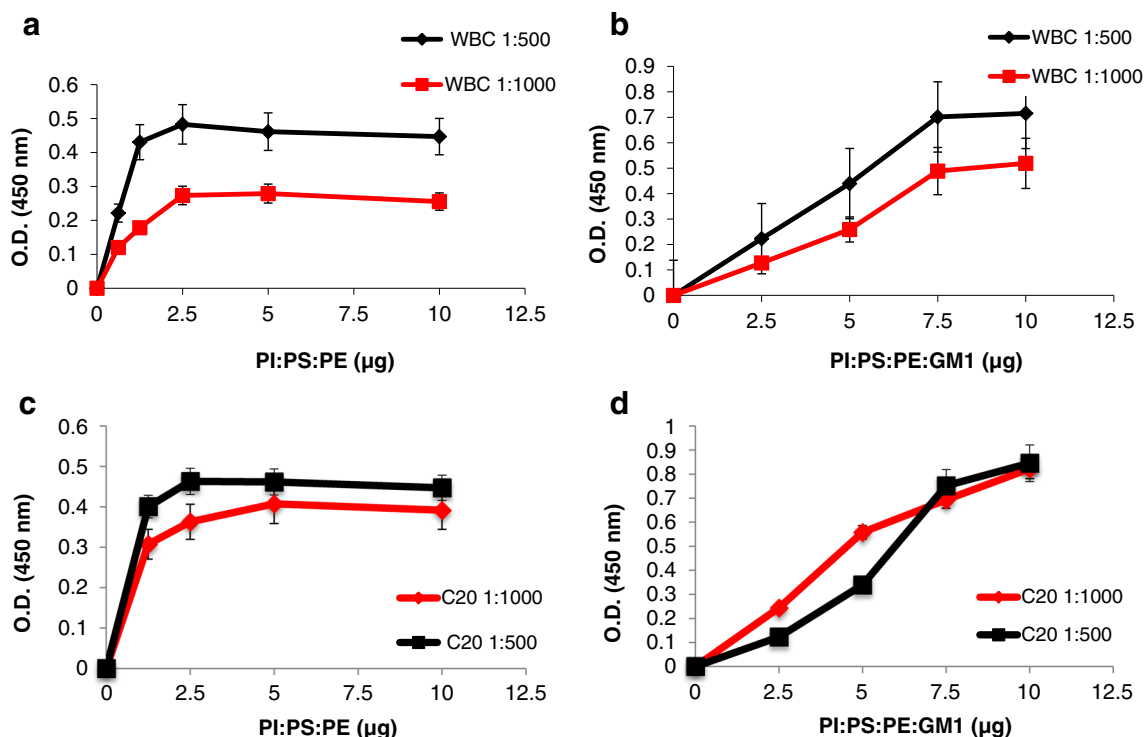 a
WBC 1:500
WBC 1:1000
0.6
0.5
0.4
0.3
0.2
0.1
0
O.D. (450 nm)
0 2.5 5 7.5 10 12.5
PI:PS:PE (µg)
b
WBC 1:500
WBC 1:1000
0.9
0.8
0.7
0.6
0.5
0.4
0.3
0.2
0.1
0
O.D. (450 nm)
0 2.5 5 7.5 10 12.5
PI:PS:PE:GM1 (µg)
c
0.6
0.5
0.4
0.3
0.2
0.1
0
O.D. (450 nm)
C20 1:1000
C20 1:500
0 2.5 5 7.5 10 12.5
PI:PS:PE (µg)
d
1
0.9
0.8
0.7
0.6
0.5
0.4
0.3
0.2
0.1
0
O.D. (450 nm)
C20 1:1000
C20 1:500
0 2.5 5 7.5 10 12.5
PI:PS:PE:GM1 (µg)